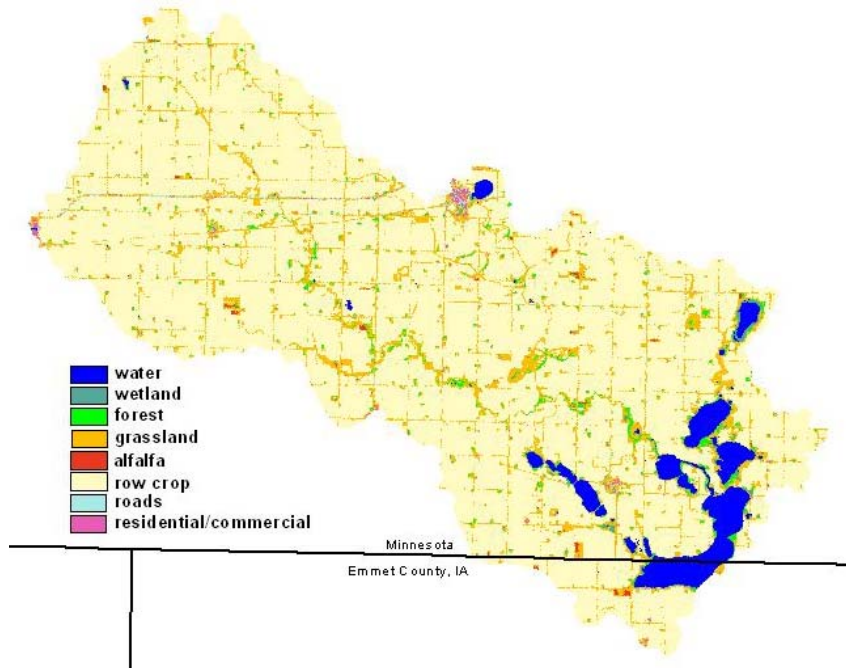 water
wetland
forest
grassland
alfalfa
row crop
roads
residential/commercial
Minnesota
Emmet County, IA